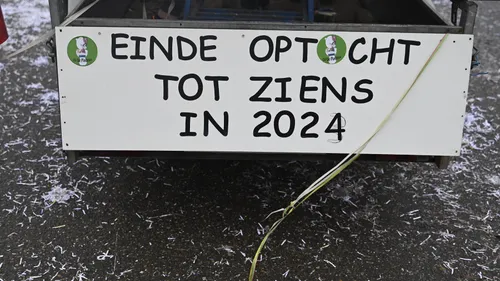 EINDE OPTOCHT
TOT ZIENS
IN 2024